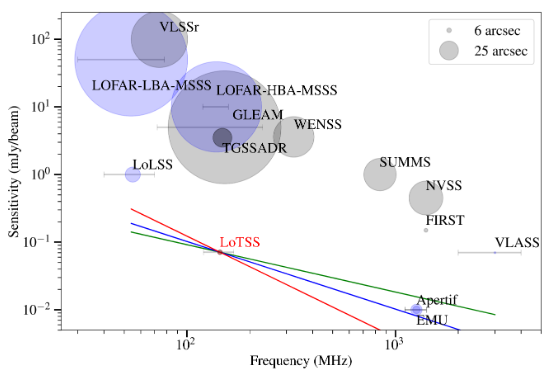 10²
10¹
10⁰
10⁻¹
10⁻²
Sensitivity (mJy/beam)
VLSSr
LOFAR-LBA-MSSS
LOFAR-HBA-MSSS
GLEAM
WENSS
TGSSADR
LoLSS
SUMMS
NVSS
FIRST
LoTSS
VLASS
Apertif
EMU
6 arcsec
25 arcsec
10²
10³
Frequency (MHz)